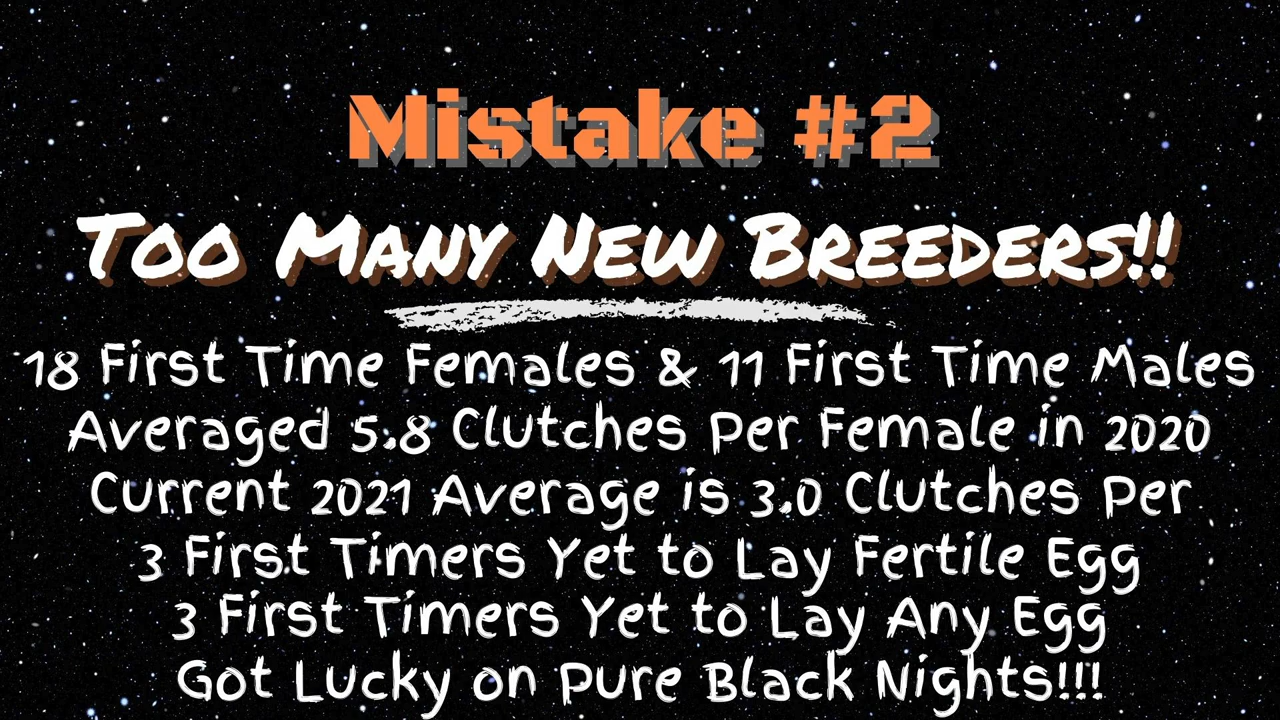 Mistake #2
Too Many New Breeders!!
18 First Time Females & 11 First Time Males
Averaged 5.8 Clutches Per Female in 2020
Current 2021 Average is 3.0 Clutches Per
3 First Timers Yet to Lay Fertile Egg
3 First Timers Yet to Lay Any Egg
Got Lucky on Pure Black Nights!!!